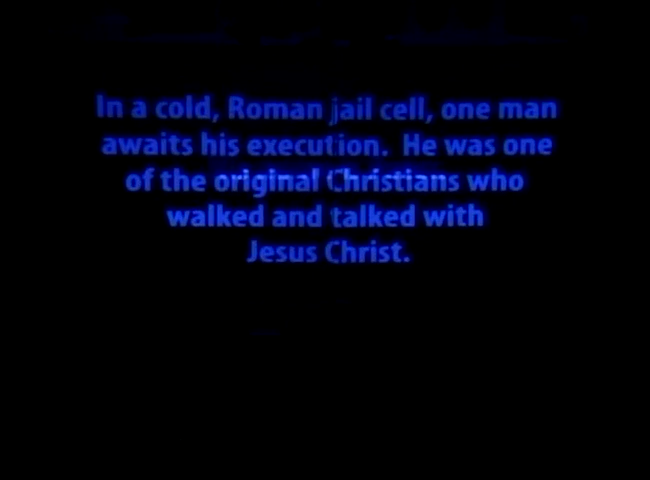 In a cold, Roman jail cell, one man
awaits his execution. He was one
of the original Christians who
walked and talked with
Jesus Christ.